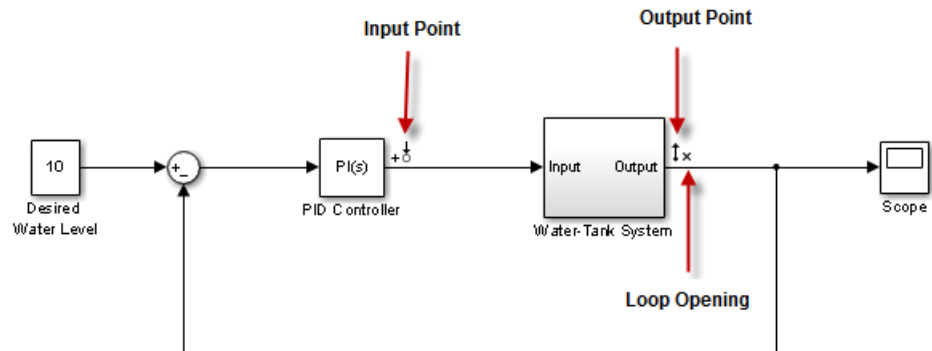 Input Point
Output Point
10
+
−
PI(s)
+
Input
Output
x
Desired
Water Level
PID Controller
Water-Tank System
Scope
Loop Opening